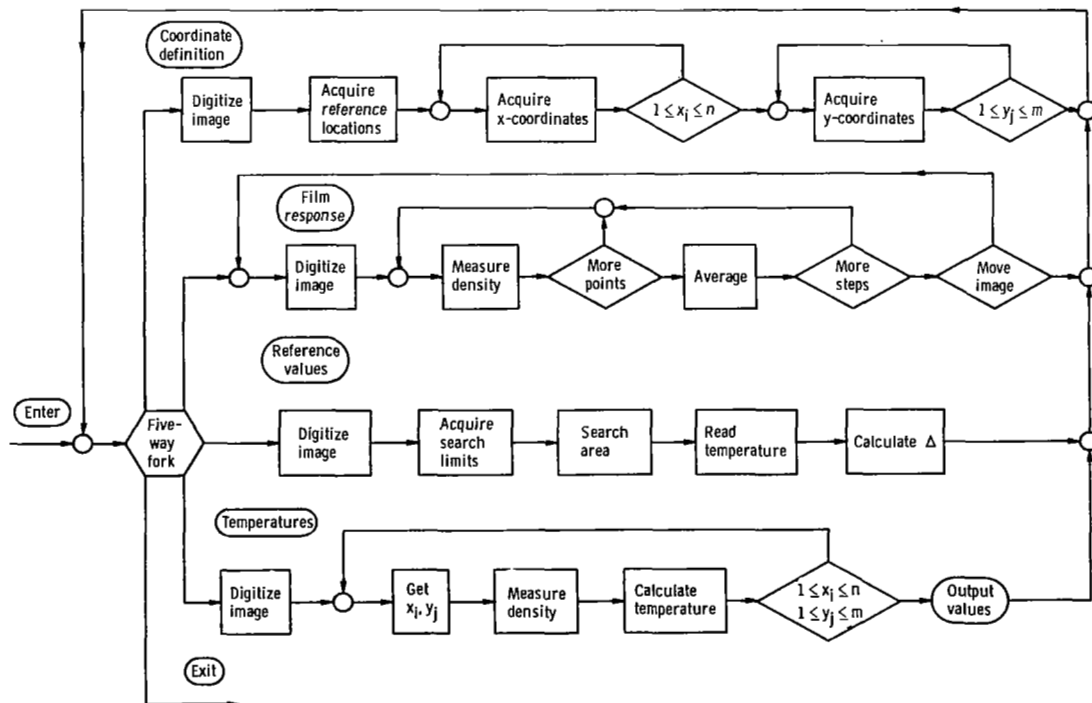 Coordinate
definition
Digitize
image
Acquire
reference
locations
Acquire
x-coordinates
1 ≤ xᵢ ≤ n
Acquire
y-coordinates
1 ≤ yⱼ ≤ m
Film
response
Digitize
image
Measure
density
More
points
Average
More
steps
Move
image
Reference
values
Enter
Five-
way
fork
Digitize
image
Acquire
search
limits
Search
area
Read
temperature
Calculate Δ
Temperatures
Digitize
image
Get
xᵢ, yⱼ
Measure
density
Calculate
temperature
1 ≤ xᵢ ≤ n
1 ≤ yⱼ ≤ m
Output
values
Exit